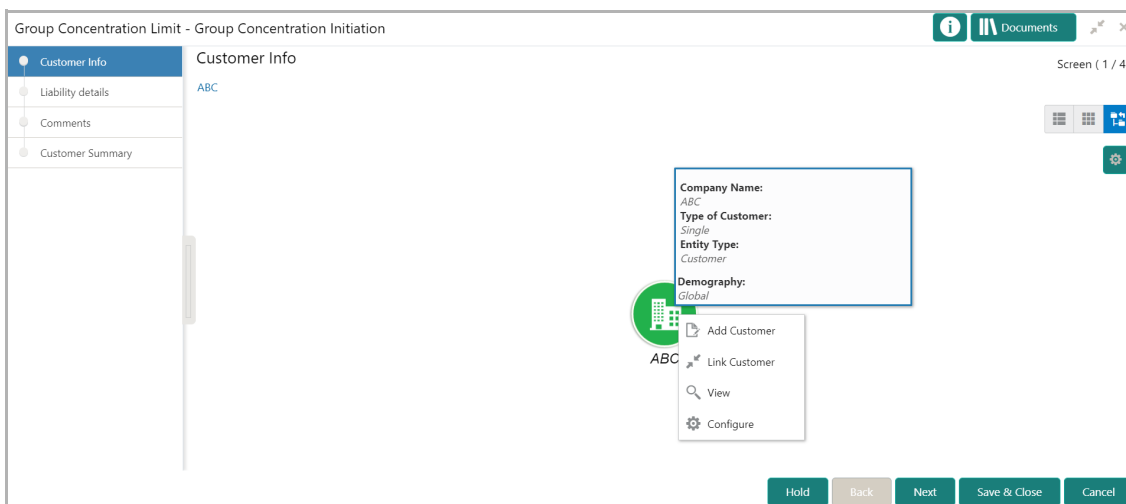 Group Concentration Limit - Group Concentration Initiation
Documents
Customer Info
Liability details
Comments
Customer Summary
Customer Info
Screen ( 1 / 4
ABC
Company Name:
ABC
Type of Customer:
Single
Entity Type:
Customer
Demography:
Global
ABC
Add Customer
Link Customer
View
Configure
Hold
Back
Next
Save & Close
Cancel